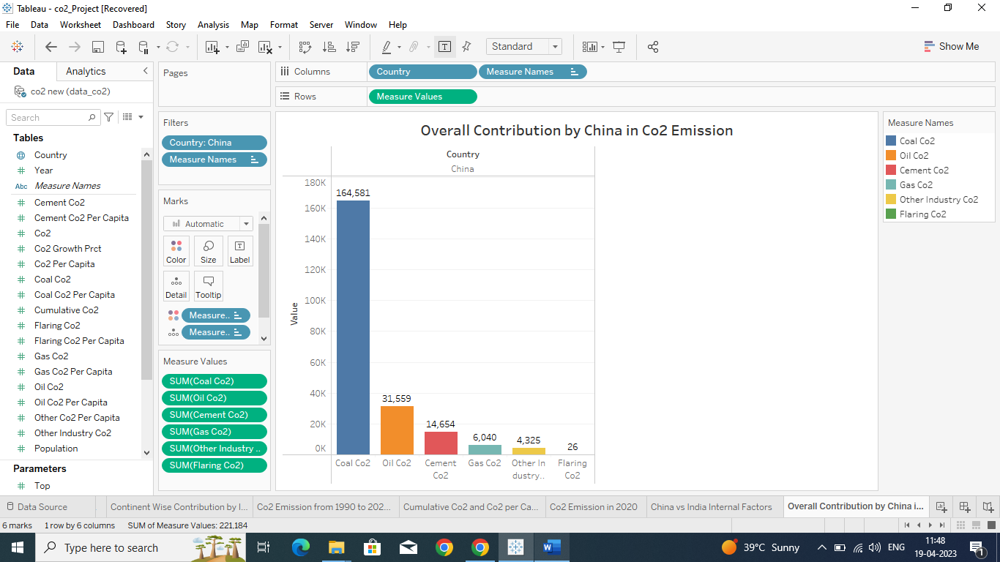 Tableau - co2_Project [Recovered]
File Data Worksheet Dashboard Story Analysis Map Format Server Window Help
Standard
Show Me
Data Analytics
co2 new (data_co2)
Search
Tables
Country
Year
Abc Measure Names
Cement Co2
Cement Co2 Per Capita
Co2
Co2 Growth Prct
Co2 Per Capita
Coal Co2
Coal Co2 Per Capita
Cumulative Co2
Flaring Co2
Flaring Co2 Per Capita
Gas Co2
Gas Co2 Per Capita
Oil Co2
Oil Co2 Per Capita
Other Co2 Per Capita
Other Industry Co2
Population
Parameters
Top
Pages
Filters
Country: China
Measure Names
Marks
Automatic
Color Size Label
Detail Tooltip
Measure..
Measure..
Measure Values
SUM(Coal Co2)
SUM(Oil Co2)
SUM(Cement Co2)
SUM(Gas Co2)
SUM(Other Industry ..
SUM(Flaring Co2)
Columns Country Measure Names
Rows Measure Values
Overall Contribution by China in Co2 Emission
Country
China
Value
180K
160K
140K
120K
100K
80K
60K
40K
20K
0K
164,581
31,559
14,654
6,040
4,325
26
Coal Co2
Oil Co2
Cement
Co2
Gas Co2
Other In
dustry..
Flaring
Co2
Measure Names
Coal Co2
Oil Co2
Cement Co2
Gas Co2
Other Industry Co2
Flaring Co2
Data Source Continent Wise Contribution by I... Co2 Emission from 1990 to 202... Cumulative Co2 and Co2 per Ca... Co2 Emission in 2020 China vs India Internal Factors Overall Contribution by China i...
6 marks 1 row by 6 columns SUM of Measure Values: 221,184
Type here to search
W
39°C Sunny
ENG
11:48
19-04-2023
1